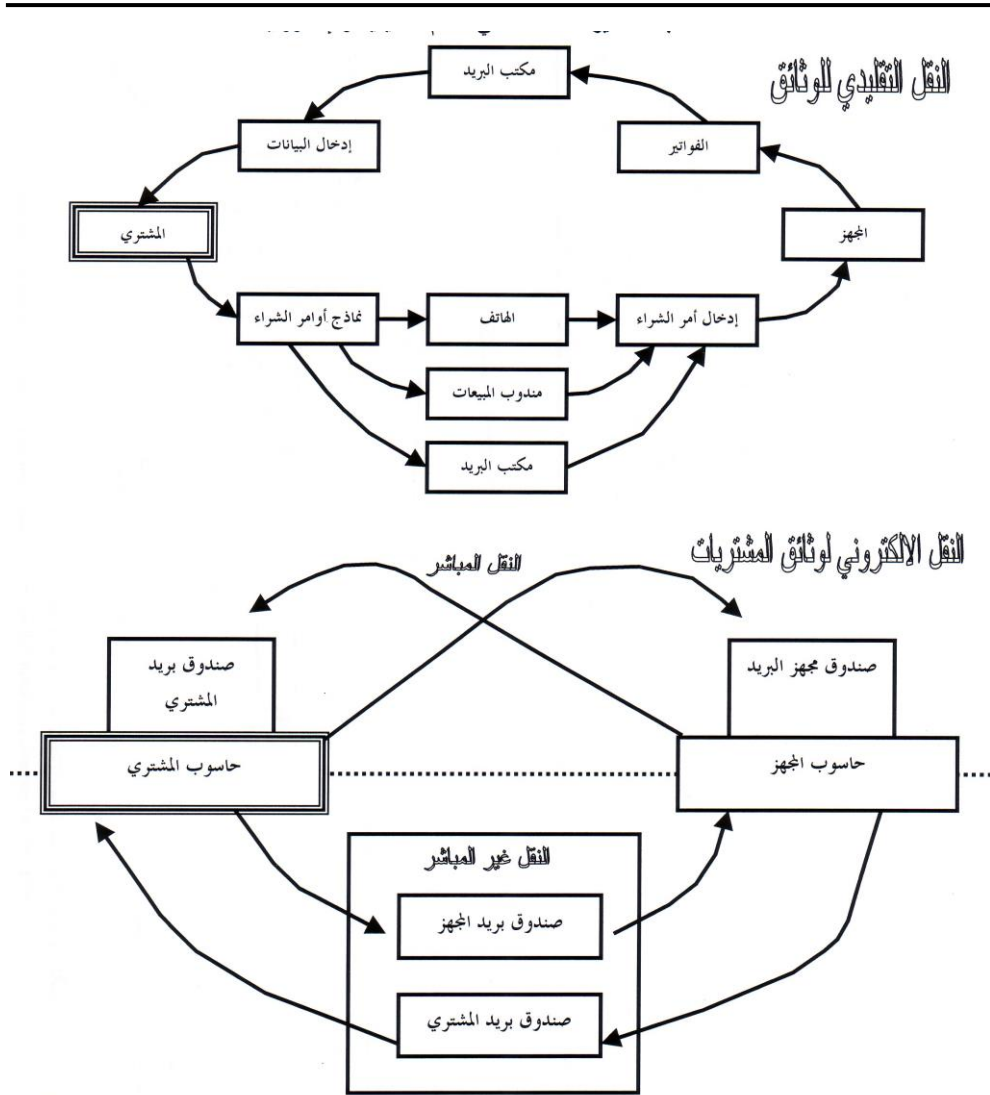 النقل التقليدي للوثائق
مكتب البريد
الفواتير
إدخال البيانات
المجهز
المشتري
نماذج أوامر الشراء
الهاتف
إدخال أمر الشراء
مندوب المبيعات
مكتب البريد
النقل الالكتروني لوثائق المشتريات
النقل المباشر
صندوق مجهز البريد
صندوق بريد
المشتري
حاسوب المجهز
حاسوب المشتري
النقل غير المباشر
صندوق بريد المجهز
صندوق بريد المشتري